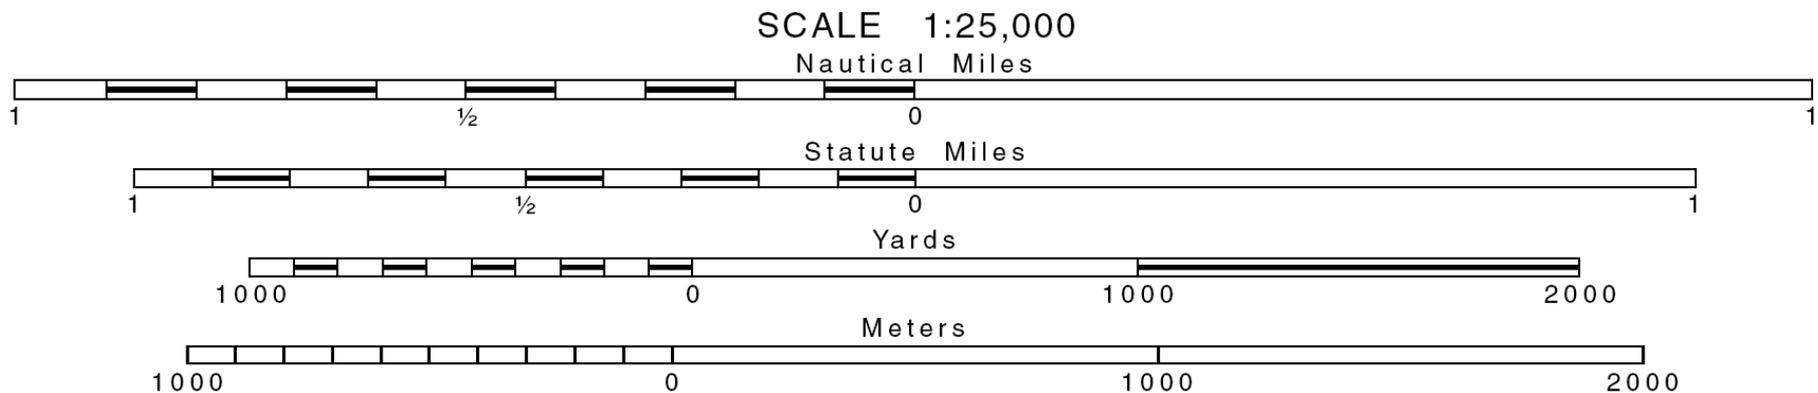 SCALE 1:25,000
Nautical Miles
1 ½ 0 1
Statute Miles
1 ½ 0 1
Yards
1000 0 1000 2000
Meters
1000 0 1000 2000